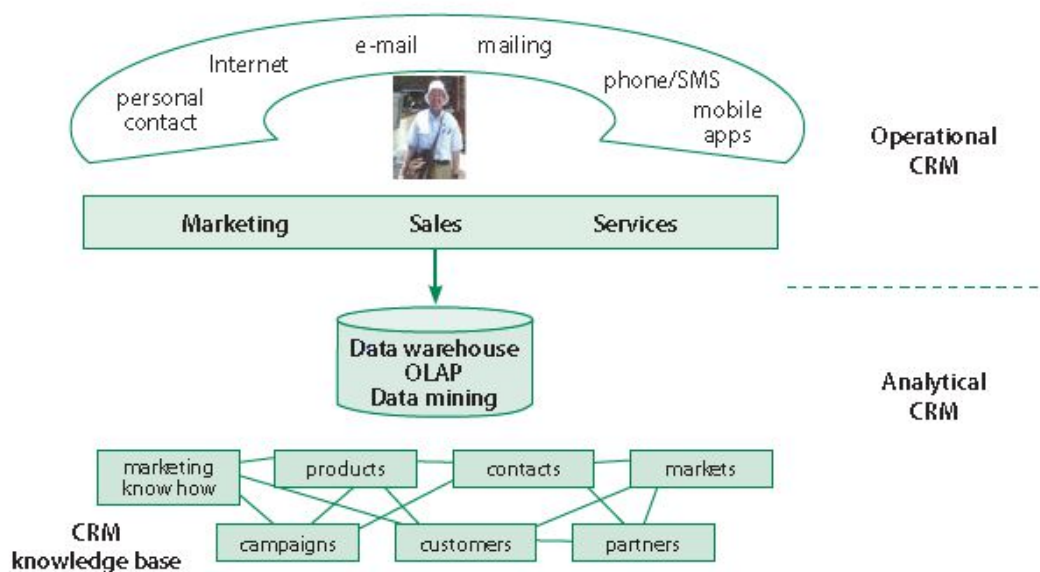 e-mail
mailing
Internet
phone/SMS
personal
contact
mobile
apps
Operational
CRM
Marketing
Sales
Services
Data warehouse
OLAP
Data mining
Analytical
CRM
marketing
know how
products
contacts
markets
CRM
knowledge base
campaigns
customers
partners